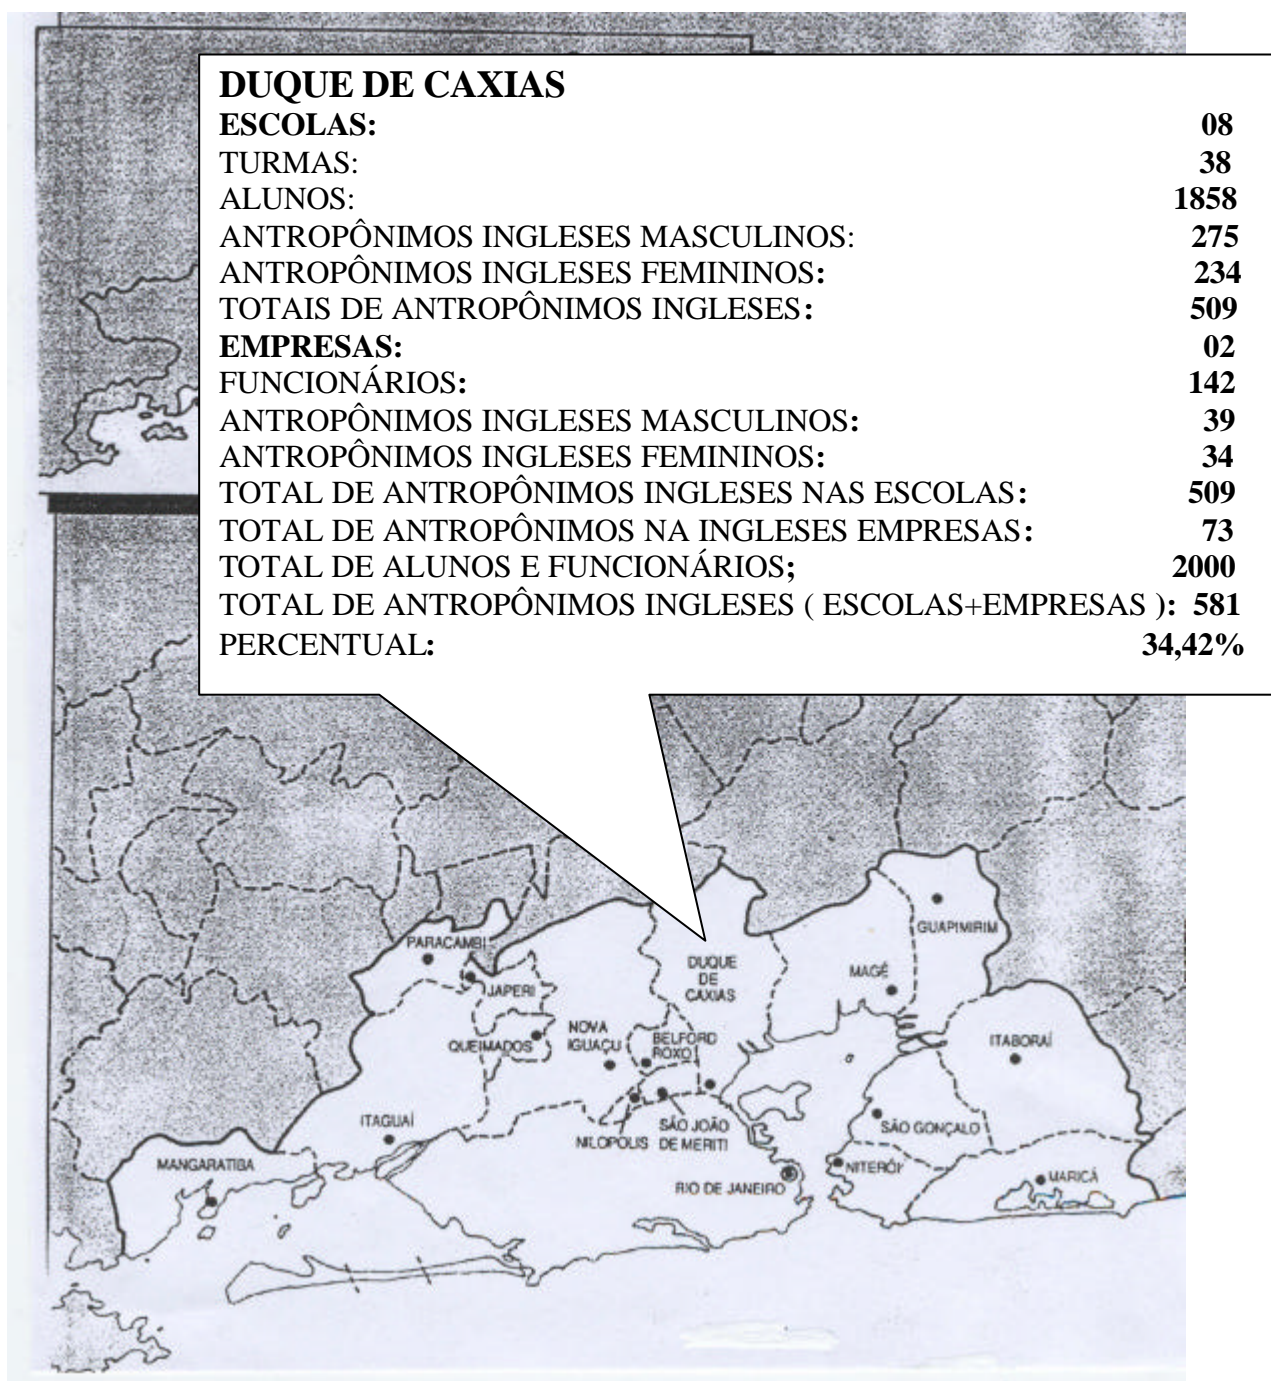 DUQUE DE CAXIAS
ESCOLAS: 08
TURMAS: 38
ALUNOS: 1858
ANTROPÔNIMOS INGLESES MASCULINOS: 275
ANTROPÔNIMOS INGLESES FEMININOS: 234
TOTAIS DE ANTROPÔNIMOS INGLESES: 509
EMPRESAS: 02
FUNCIONÁRIOS: 142
ANTROPÔNIMOS INGLESES MASCULINOS: 39
ANTROPÔNIMOS INGLESES FEMININOS: 34
TOTAL DE ANTROPÔNIMOS INGLESES NAS ESCOLAS: 509
TOTAL DE ANTROPÔNIMOS NA INGLESES EMPRESAS: 73
TOTAL DE ALUNOS E FUNCIONÁRIOS; 2000
TOTAL DE ANTROPÔNIMOS INGLESES ( ESCOLAS+EMPRESAS ): 581
PERCENTUAL: 34,42%
GUAPIMIRIM
PARACAMBI
DUQUE
DE
CAXIAS
MAGÉ
JAPERI
NOVA
IGUAÇU
QUEIMADOS
BELFORD
ROXO
ITABORAÍ
ITAGUAÍ
SÃO JOÃO
DE MERITI
NILOPOLIS
SÃO GONÇALO
MANGARATIBA
NITERÓI
MARICÁ
RIO DE JANEIRO